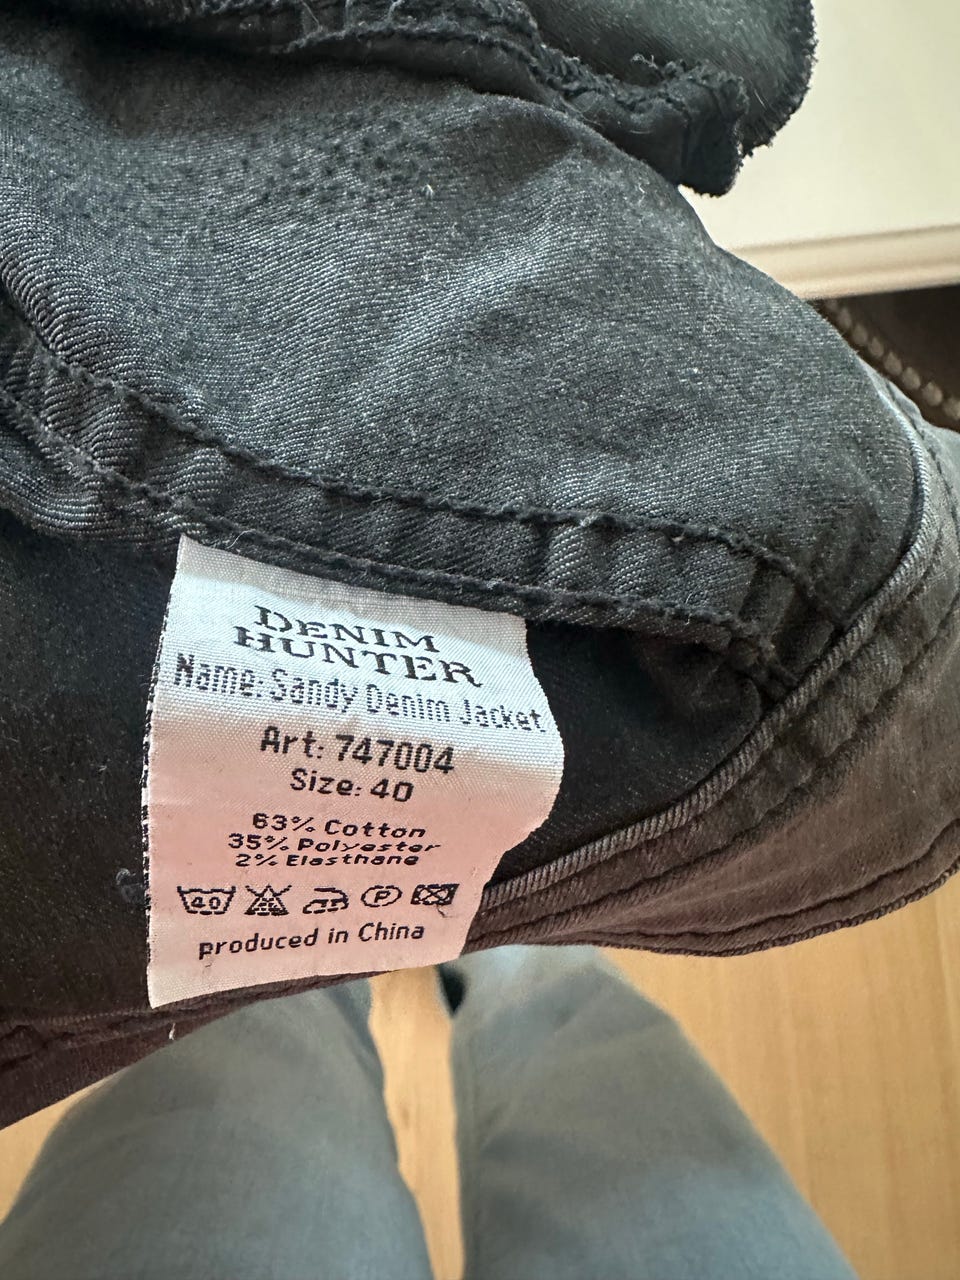 DENIM
HUNTER
Name: Sandy Denim Jacket
Art: 747004
Size: 40
63% Cotton
35% Polyester
2% Elasthane
40 P
produced in China